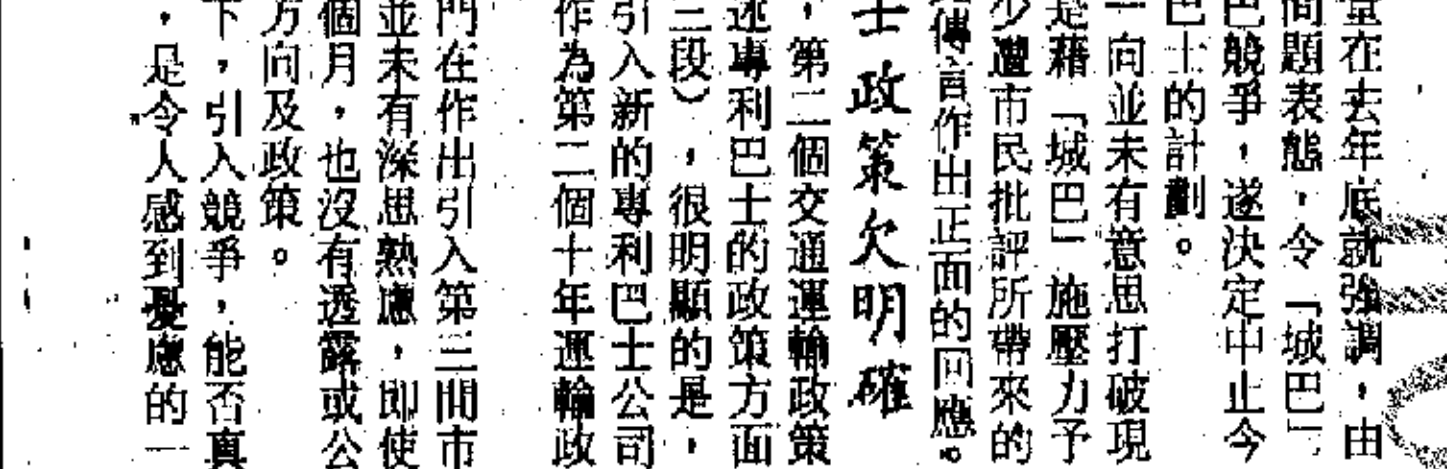 堂在去年底就強調，由
問題表態，令「城巴」
巴競爭，遂決定中止今
巴士的計劃。
一向並未有意思打破現
是藉「城巴」施壓力予
少遭市民批評所帶來的
傳言作出正面的回應。
士政策欠明確
，第二個交通運輸政策
述專利巴士的政策方面
三段），很明顯的是，
引入新的專利巴士公司
作為第二個十年運輸政
門在作出引入第三間市
並未有深思熟慮，即使
個月，也沒有透露或公
方向及政策。
下，引入競爭，能否真
，是令人感到憂慮的一